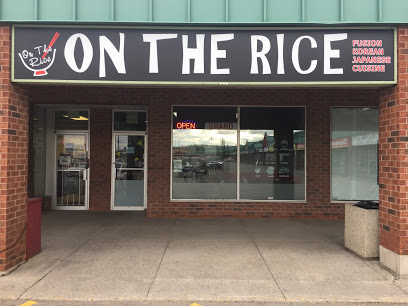 On The
Rice
ON THE RICE
FUSION
KOREAN
JAPANESE
CUISINE
OPEN